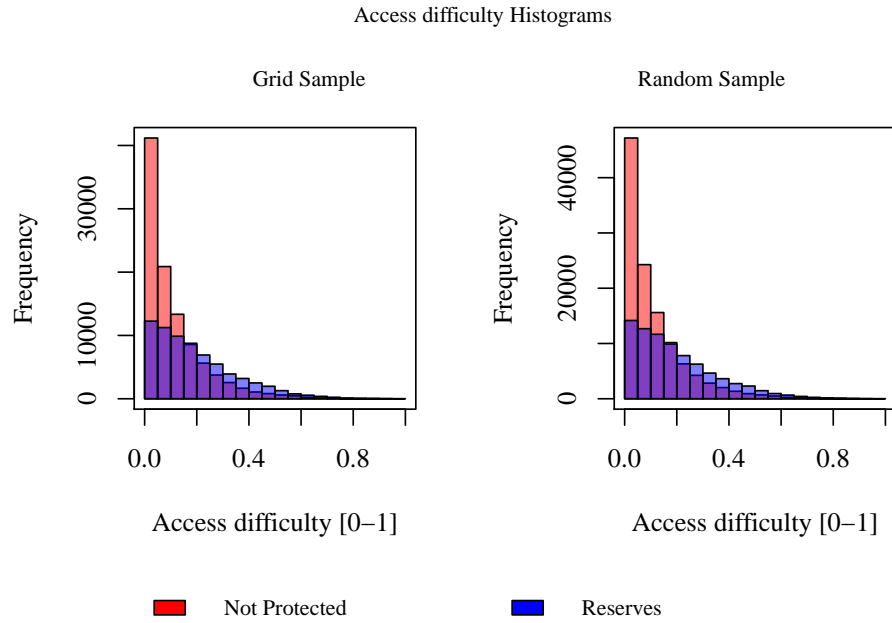 Access difficulty Histograms
Grid Sample
Random Sample
Frequency
0
10000
30000
0.0 0.4 0.8
Access difficulty [0–1]
Frequency
0
20000
40000
0.0 0.4 0.8
Access difficulty [0–1]
Not Protected
Reserves